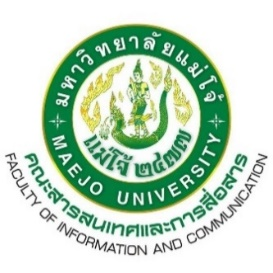 มหาวิทยาลัยแม่โจ้
แม่โจ้ ๒๔๗๗
MAEJO UNIVERSITY
คณะสารสนเทศและการสื่อสาร
FACULTY OF INFORMATION AND COMMUNICATION